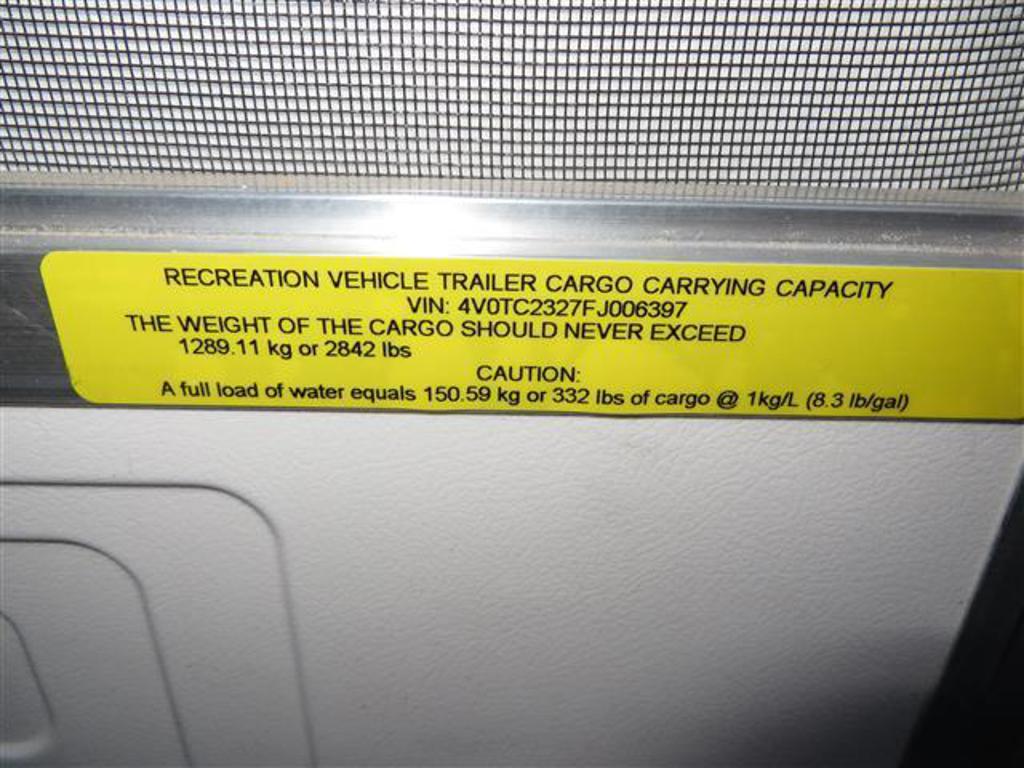 RECREATION VEHICLE TRAILER CARGO CARRYING CAPACITY
VIN: 4V0TC2327FJ006397
THE WEIGHT OF THE CARGO SHOULD NEVER EXCEED
1289.11 kg or 2842 lbs
CAUTION:
A full load of water equals 150.59 kg or 332 lbs of cargo @ 1kg/L (8.3 lb/gal)